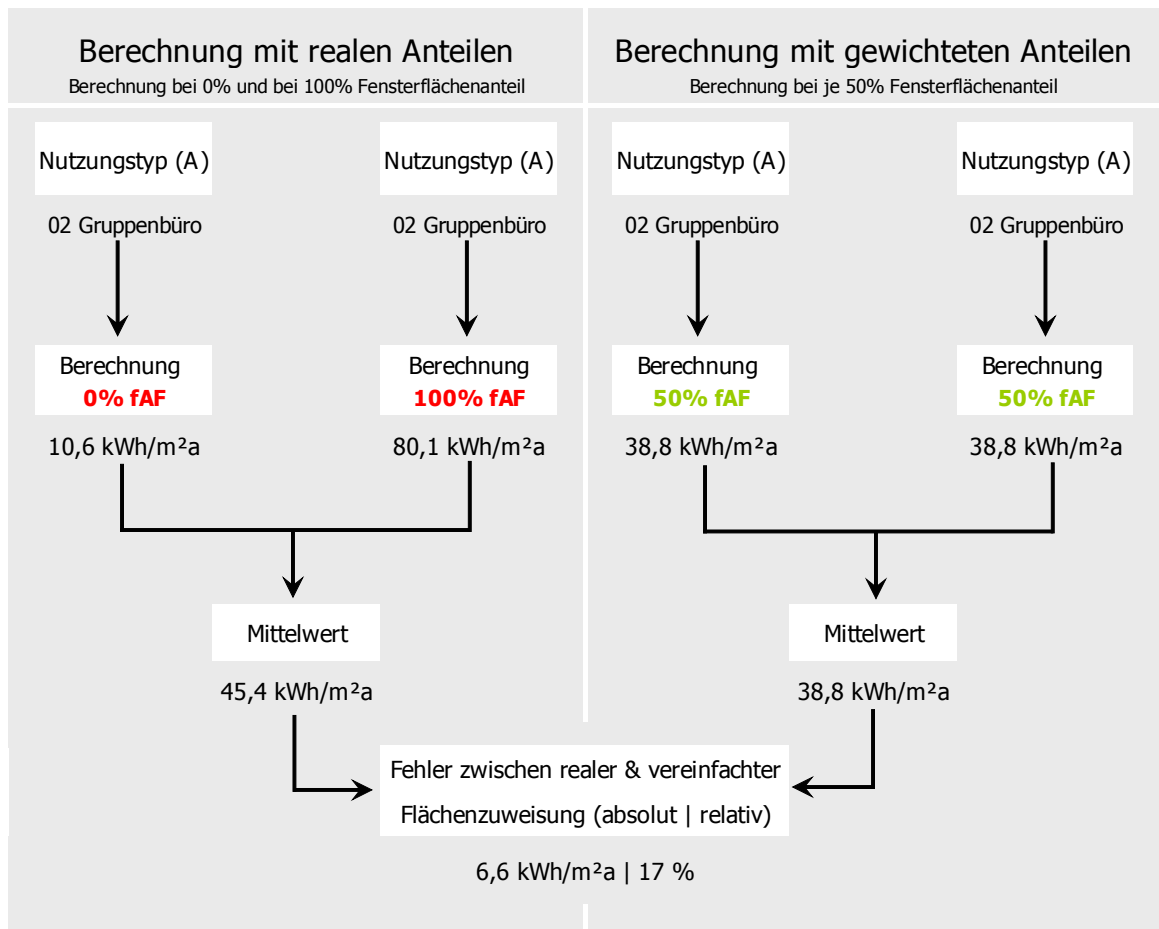 Berechnung mit realen Anteilen
Berechnung bei 0% und bei 100% Fensterflächenanteil
Berechnung mit gewichteten Anteilen
Berechnung bei je 50% Fensterflächenanteil
Nutzungstyp (A)
Nutzungstyp (A)
Nutzungstyp (A)
Nutzungstyp (A)
02 Gruppenbüro
02 Gruppenbüro
02 Gruppenbüro
02 Gruppenbüro
Berechnung
0% fAF
Berechnung
100% fAF
Berechnung
50% fAF
Berechnung
50% fAF
10,6 kWh/m²a
80,1 kWh/m²a
38,8 kWh/m²a
38,8 kWh/m²a
Mittelwert
Mittelwert
45,4 kWh/m²a
38,8 kWh/m²a
Fehler zwischen realer & vereinfachter
Flächenzuweisung (absolut | relativ)
6,6 kWh/m²a | 17 %